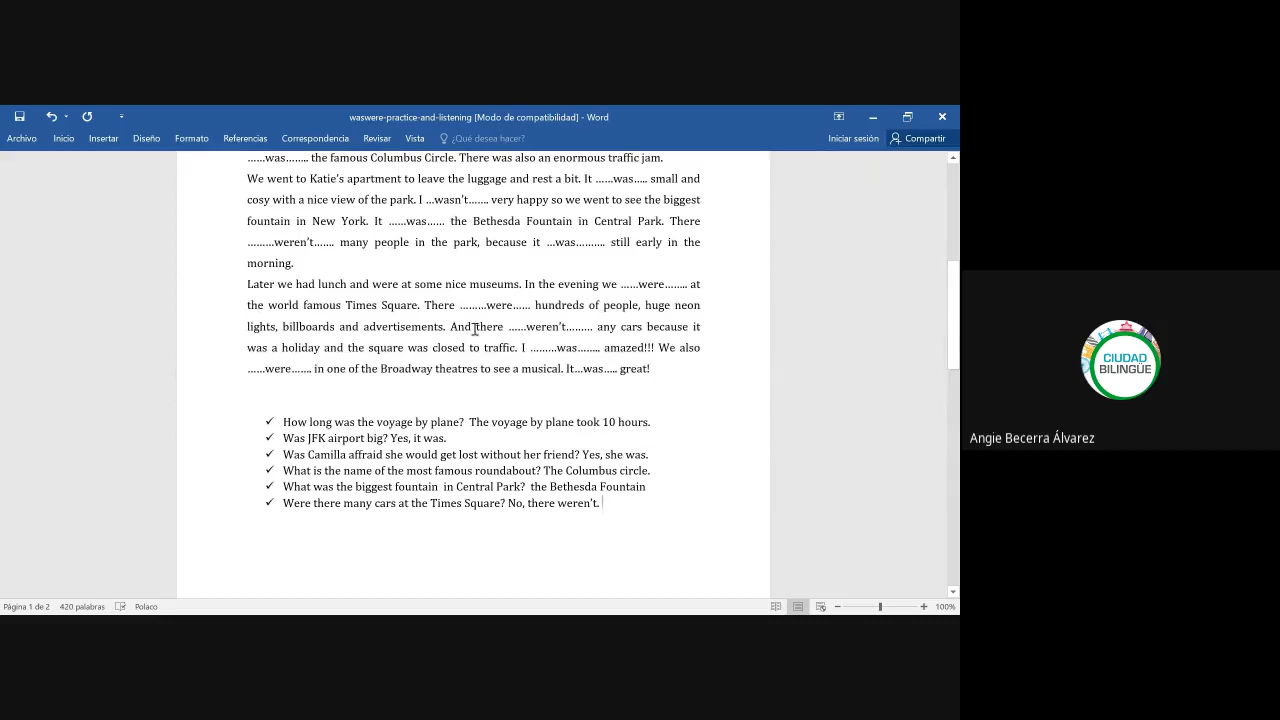 waswere-practice-and-listening [Modo de compatibilidad] - Word
Archivo Inicio Insertar Diseño Formato Referencias Correspondencia Revisar Vista ¿Qué desea hacer? Iniciar sesión Compartir
……was…….. the famous Columbus Circle. There was also an enormous traffic jam.
We went to Katie's apartment to leave the luggage and rest a bit. It ……was….. small and
cosy with a nice view of the park. I …wasn't……. very happy so we went to see the biggest
fountain in New York. It ……was…… the Bethesda Fountain in Central Park. There
………weren't……. many people in the park, because it …was………. still early in the
morning.
Later we had lunch and were at some nice museums. In the evening we ……were…….. at
the world famous Times Square. There ………were…… hundreds of people, huge neon
lights, billboards and advertisements. And there ……weren't……… any cars because it
was a holiday and the square was closed to traffic. I ………was…….. amazed!!! We also
……were……. in one of the Broadway theatres to see a musical. It…was….. great!
✓ How long was the voyage by plane? The voyage by plane took 10 hours.
✓ Was JFK airport big? Yes, it was.
✓ Was Camilla affraid she would get lost without her friend? Yes, she was.
✓ What is the name of the most famous roundabout? The Columbus circle.
✓ What was the biggest fountain in Central Park? the Bethesda Fountain
✓ Were there many cars at the Times Square? No, there weren't.
Página 1 de 2 420 palabras Polaco 100%
CIUDAD
BILINGÜE
Angie Becerra Álvarez